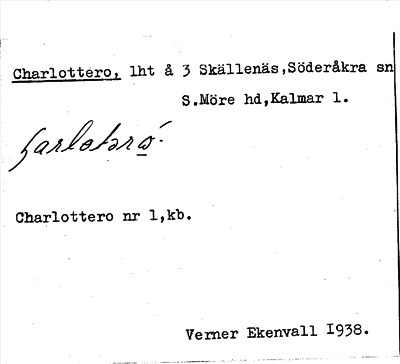 Charlottero, lht å 3 Skällenäs,Söderåkra sn
S.Möre hd,Kalmar l.
Charlottero nr 1,kb.
Verner Ekenvall 1938.